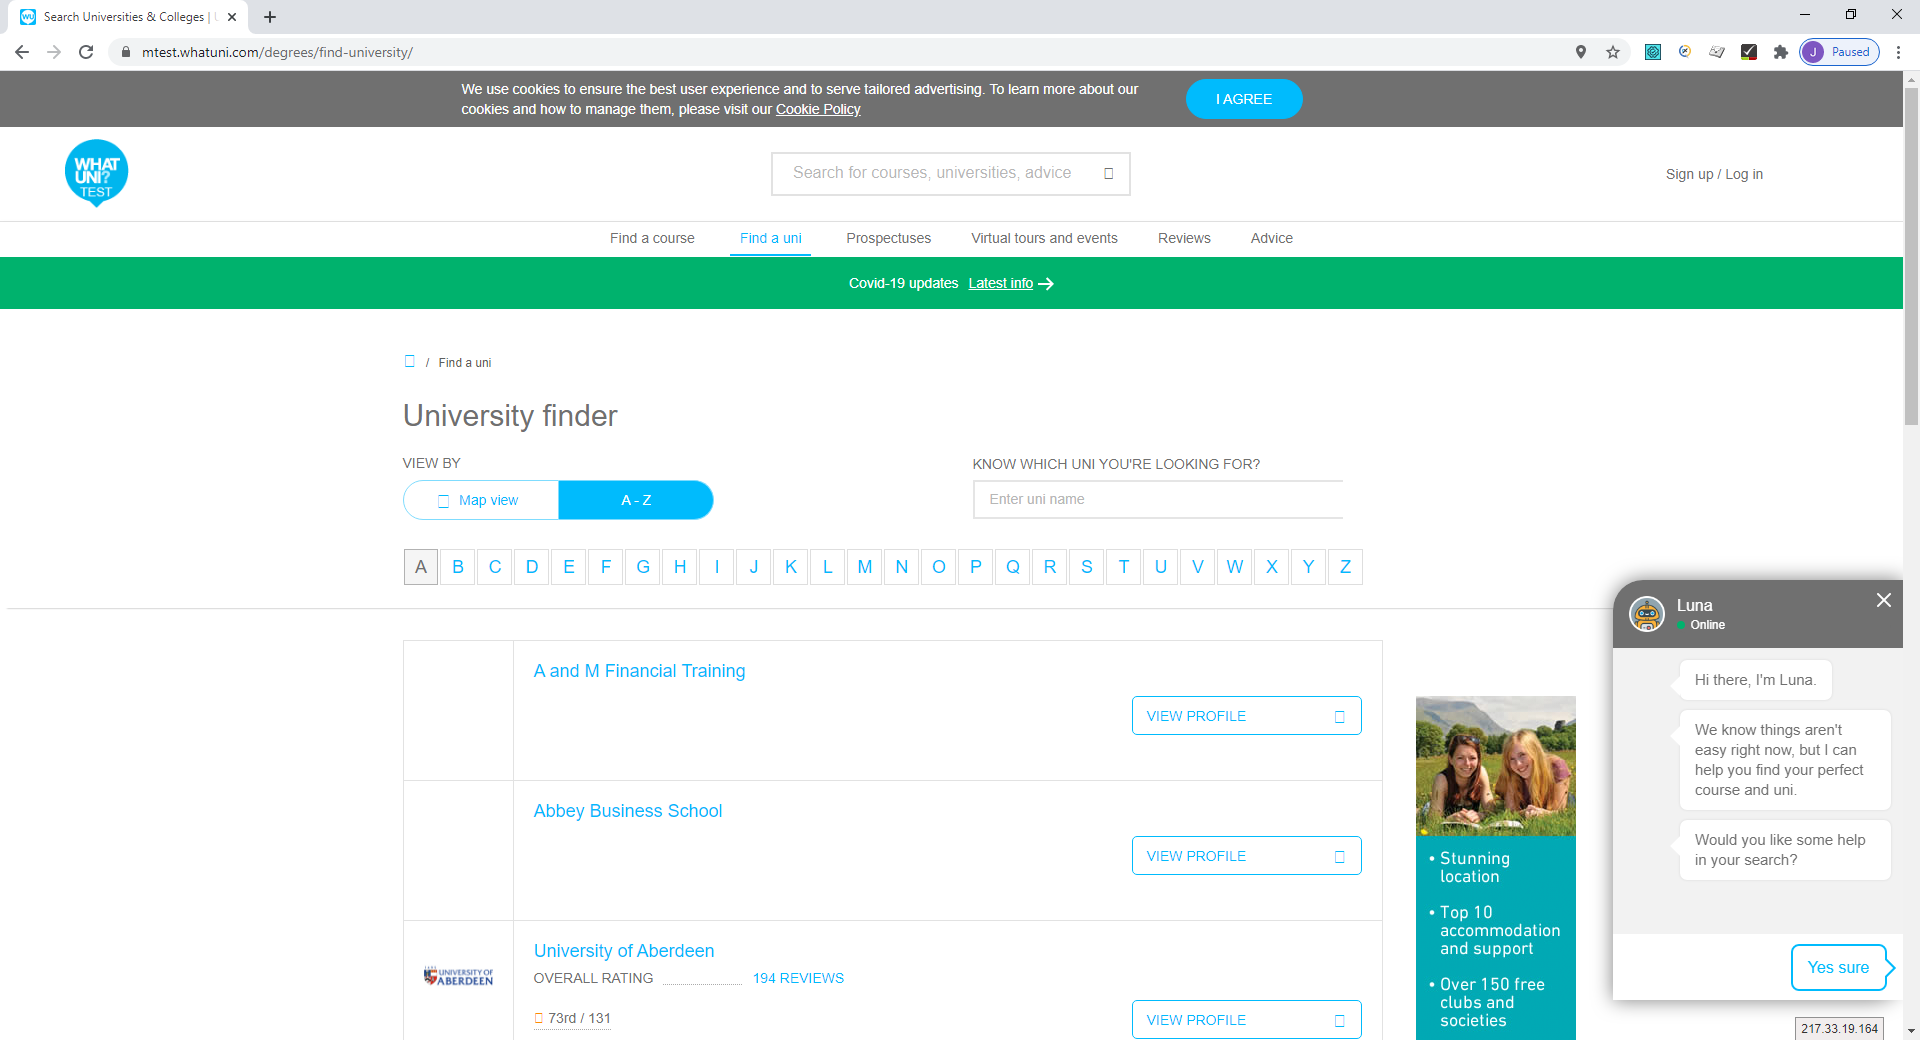 Search Universities & Colleges |
mtest.whatuni.com/degrees/find-university/
J Paused
We use cookies to ensure the best user experience and to serve tailored advertising. To learn more about our
cookies and how to manage them, please visit our Cookie Policy
I AGREE
WHAT
UNI?
TEST
Search for courses, universities, advice
Sign up / Log in
Find a course Find a uni Prospectuses Virtual tours and events Reviews Advice
Covid-19 updates Latest info
/ Find a uni
University finder
VIEW BY
Map view A - Z
KNOW WHICH UNI YOU'RE LOOKING FOR?
Enter uni name
A B C D E F G H I J K L M N O P Q R S T U V W X Y Z
A and M Financial Training
VIEW PROFILE
Abbey Business School
VIEW PROFILE
UNIVERSITY OF
ABERDEEN
University of Aberdeen
OVERALL RATING 194 REVIEWS
73rd / 131
VIEW PROFILE
• Stunning
location
• Top 10
accommodation
and support
• Over 150 free
clubs and
societies
Luna
Online
Hi there, I'm Luna.
We know things aren't
easy right now, but I can
help you find your perfect
course and uni.
Would you like some help
in your search?
Yes sure
217.33.19.164